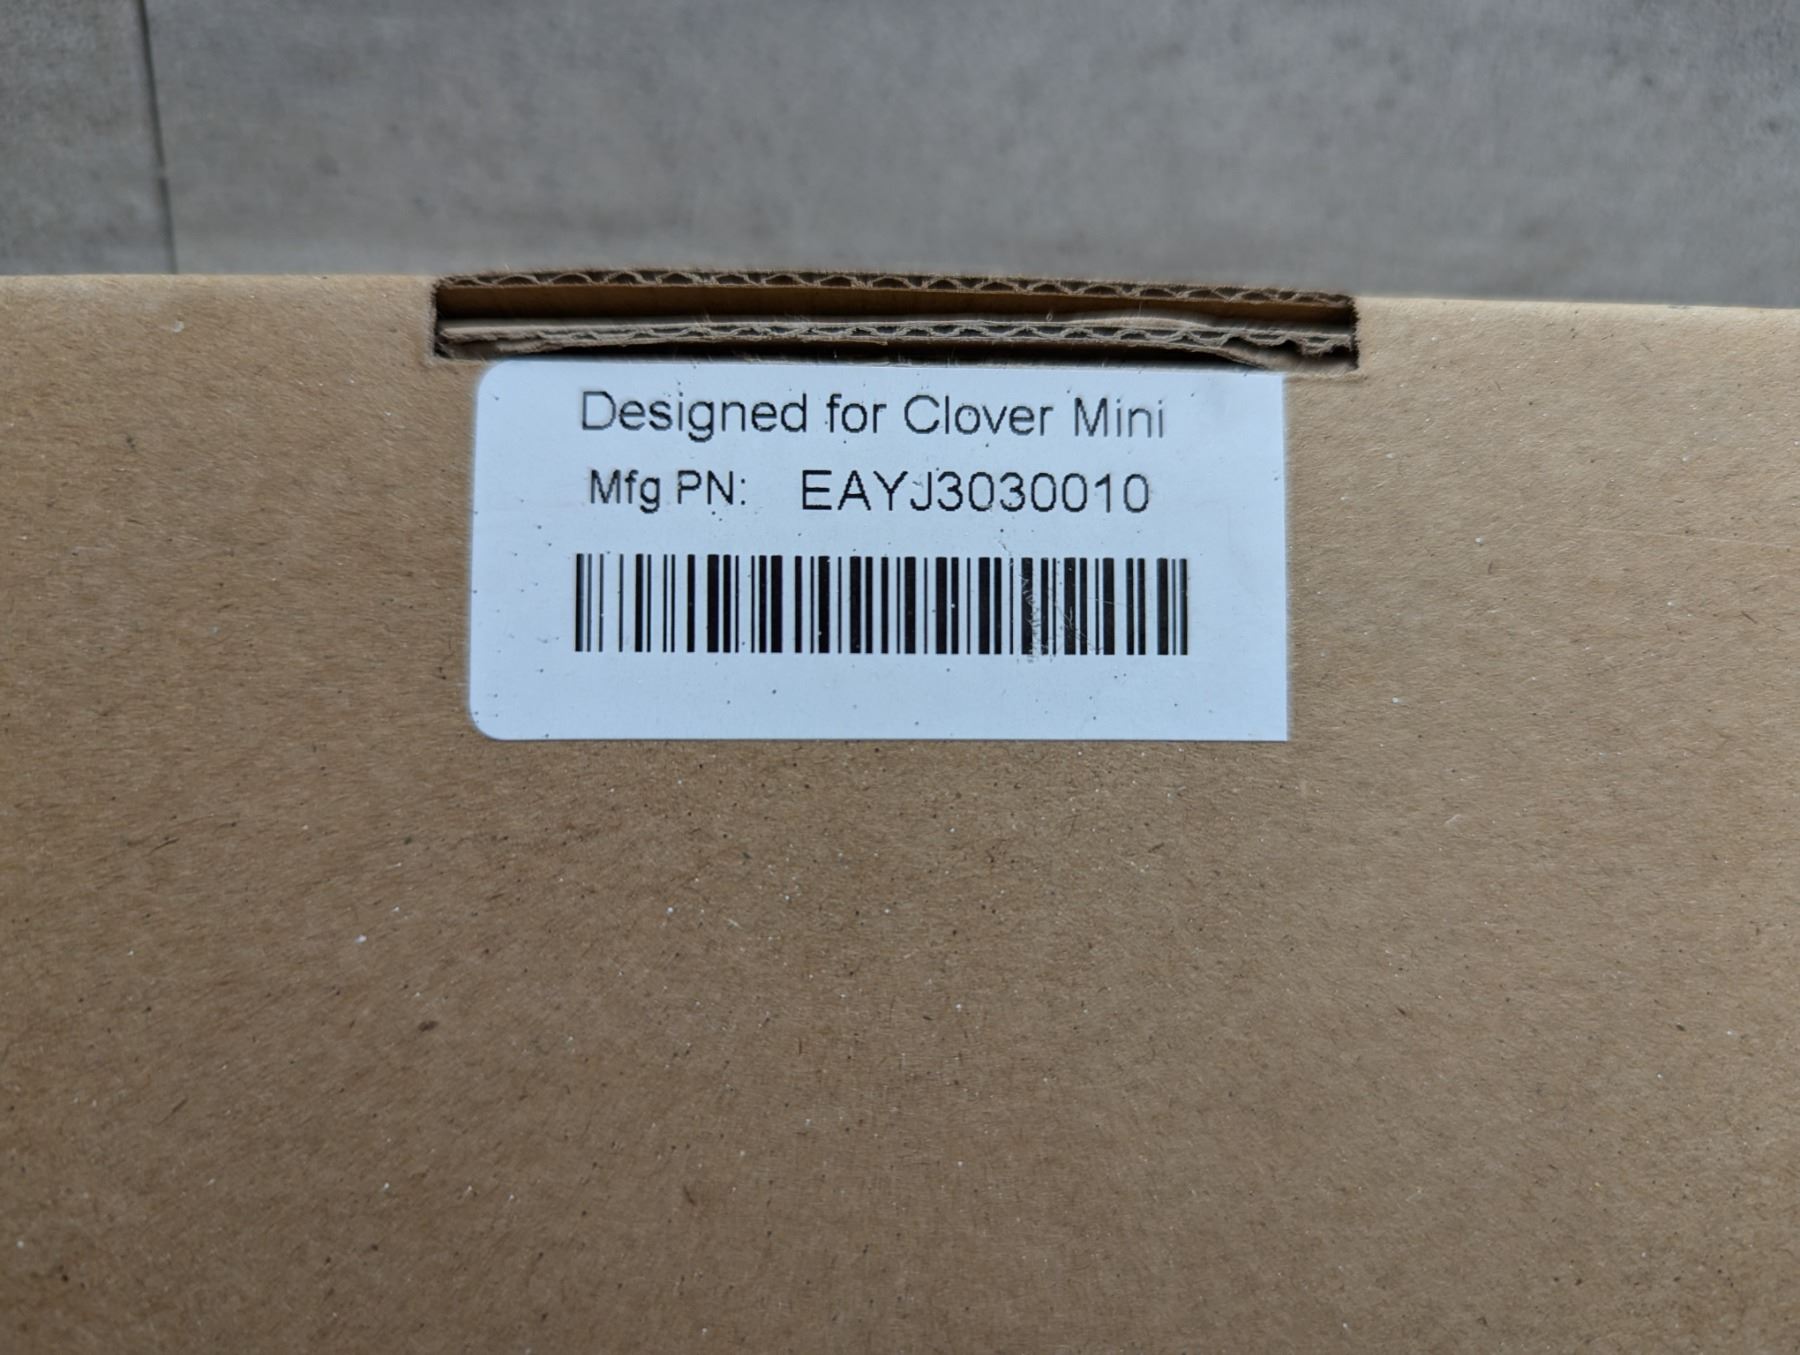 Designed for Clover Mini
Mfg PN: EAYJ3030010